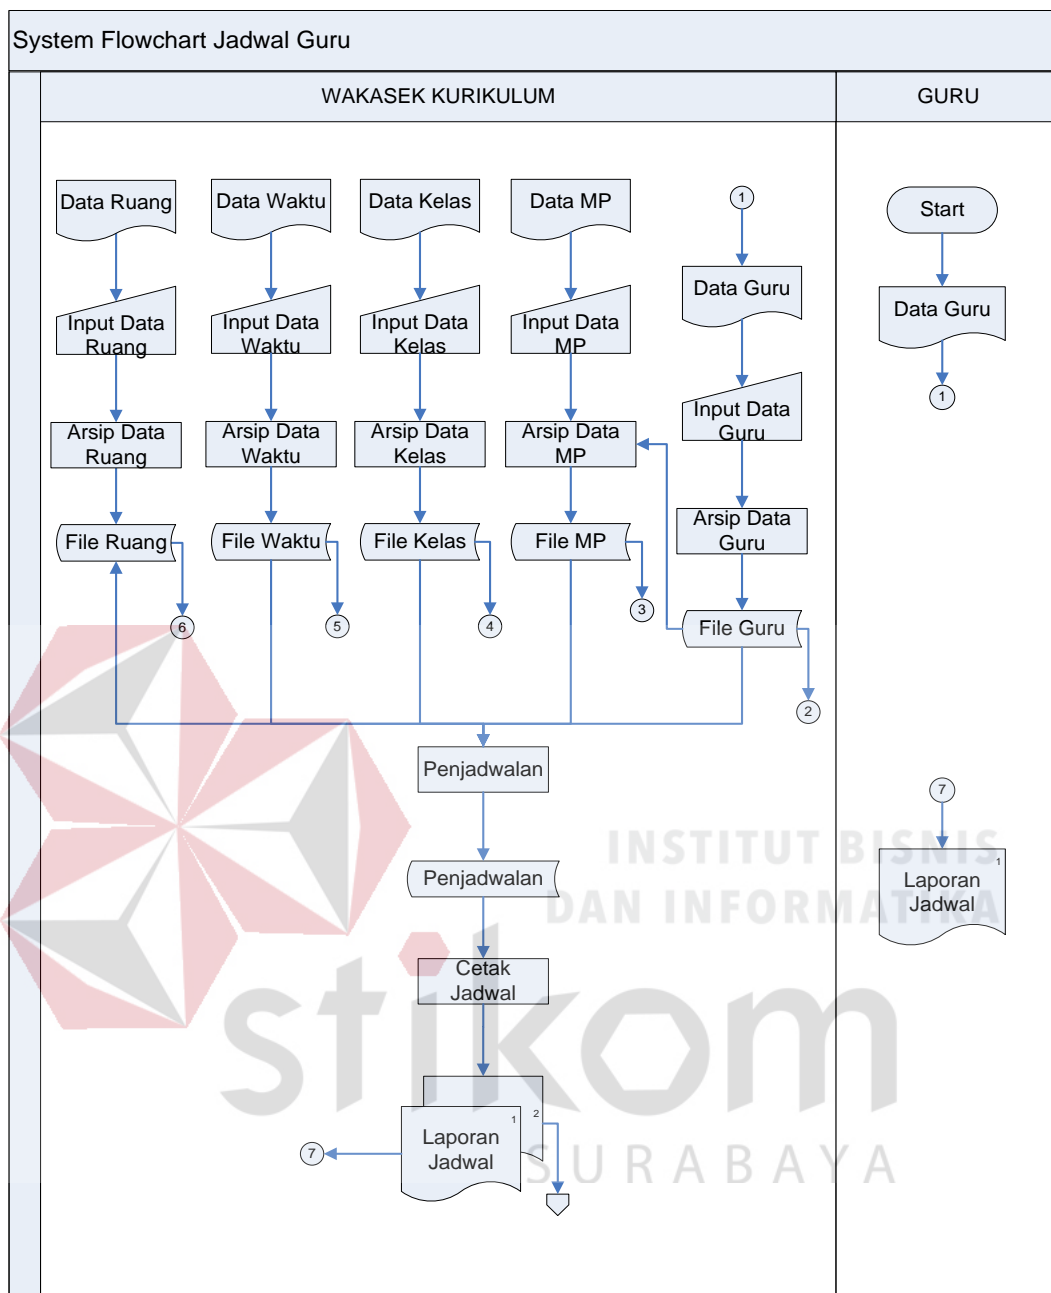 System Flowchart Jadwal Guru
WAKASEK KURIKULUM
GURU
Data Ruang
Data Waktu
Data Kelas
Data MP
1
Start
Data Guru
Data Guru
Input Data
Ruang
Input Data
Waktu
Input Data
Kelas
Input Data
MP
1
Input Data
Guru
Arsip Data
Ruang
Arsip Data
Waktu
Arsip Data
Kelas
Arsip Data
MP
Arsip Data
Guru
File Ruang
File Waktu
File Kelas
File MP
6
5
4
3
File Guru
2
Penjadwalan
7
INSTITUT BISNIS
DAN INFORMATIKA
1
Laporan
Jadwal
Penjadwalan
Cetak
Jadwal
stikom
SURABAYA
2
1
Laporan
Jadwal
7